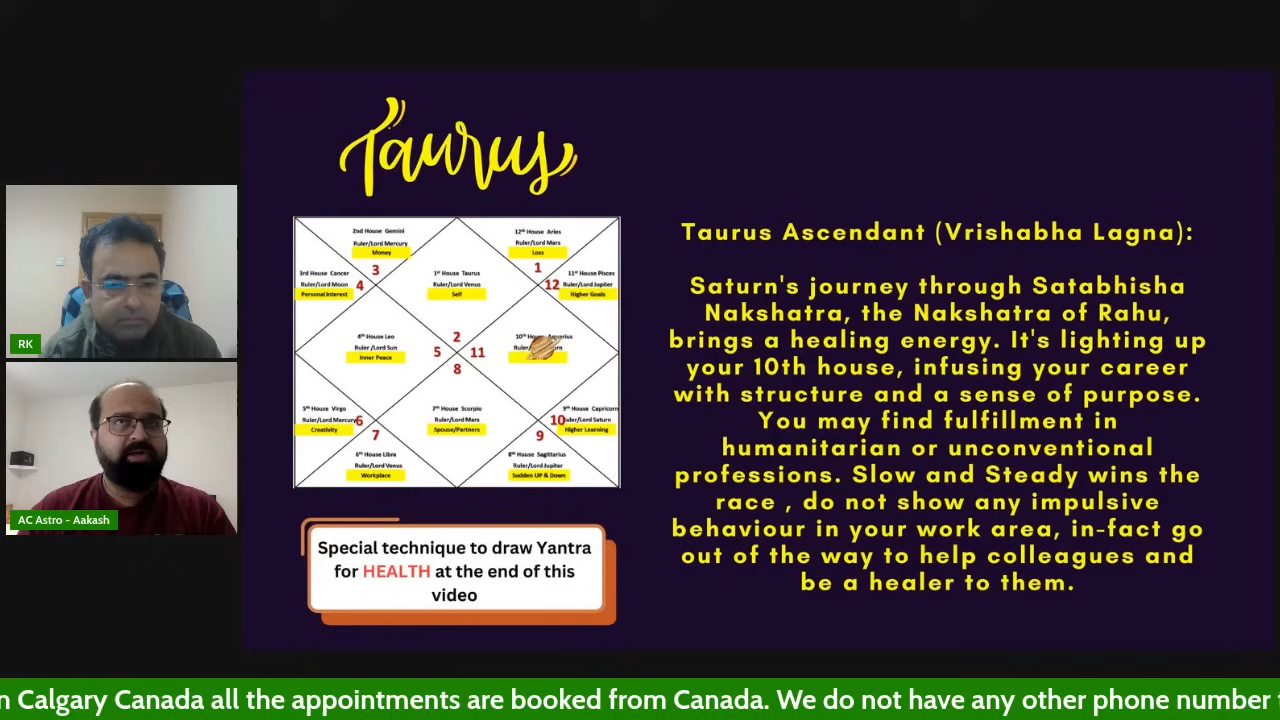 Taurus
2nd House Gemini
Ruler/Lord Mercury
Money
12th House Aries
Ruler/Lord Mars
Loss
3
1
3rd House Cancer
Ruler/Lord Moon
Personal Interest
4
1st House Taurus
Ruler/Lord Venus
Self
12
11th House Pisces
Ruler/Lord Jupiter
Higher Goals
4th House Leo
Ruler /Lord Sun
Inner Peace
2
5
11
8
10th House Aquarius
5th House Virgo
Ruler/Lord Mercury
Creativity
6
7
7th House Scorpio
Ruler/Lord Mars
Spouse/Partners
10
9
9th House Capricorn
Ruler/Lord Saturn
Higher Learning
6th House Libra
Ruler/Lord Venus
Workplace
8th House Sagittarius
Ruler/Lord Jupiter
Sudden UP & Down
Special technique to draw Yantra
for HEALTH at the end of this
video
Taurus Ascendant (Vrishabha Lagna):
Saturn's journey through Satabhisha
Nakshatra, the Nakshatra of Rahu,
brings a healing energy. It's lighting up
your 10th house, infusing your career
with structure and a sense of purpose.
You may find fulfillment in
humanitarian or unconventional
professions. Slow and Steady wins the
race , do not show any impulsive
behaviour in your work area, in-fact go
out of the way to help colleagues and
be a healer to them.
RK
AC Astro - Aakash
n Calgary Canada all the appointments are booked from Canada. We do not have any other phone number